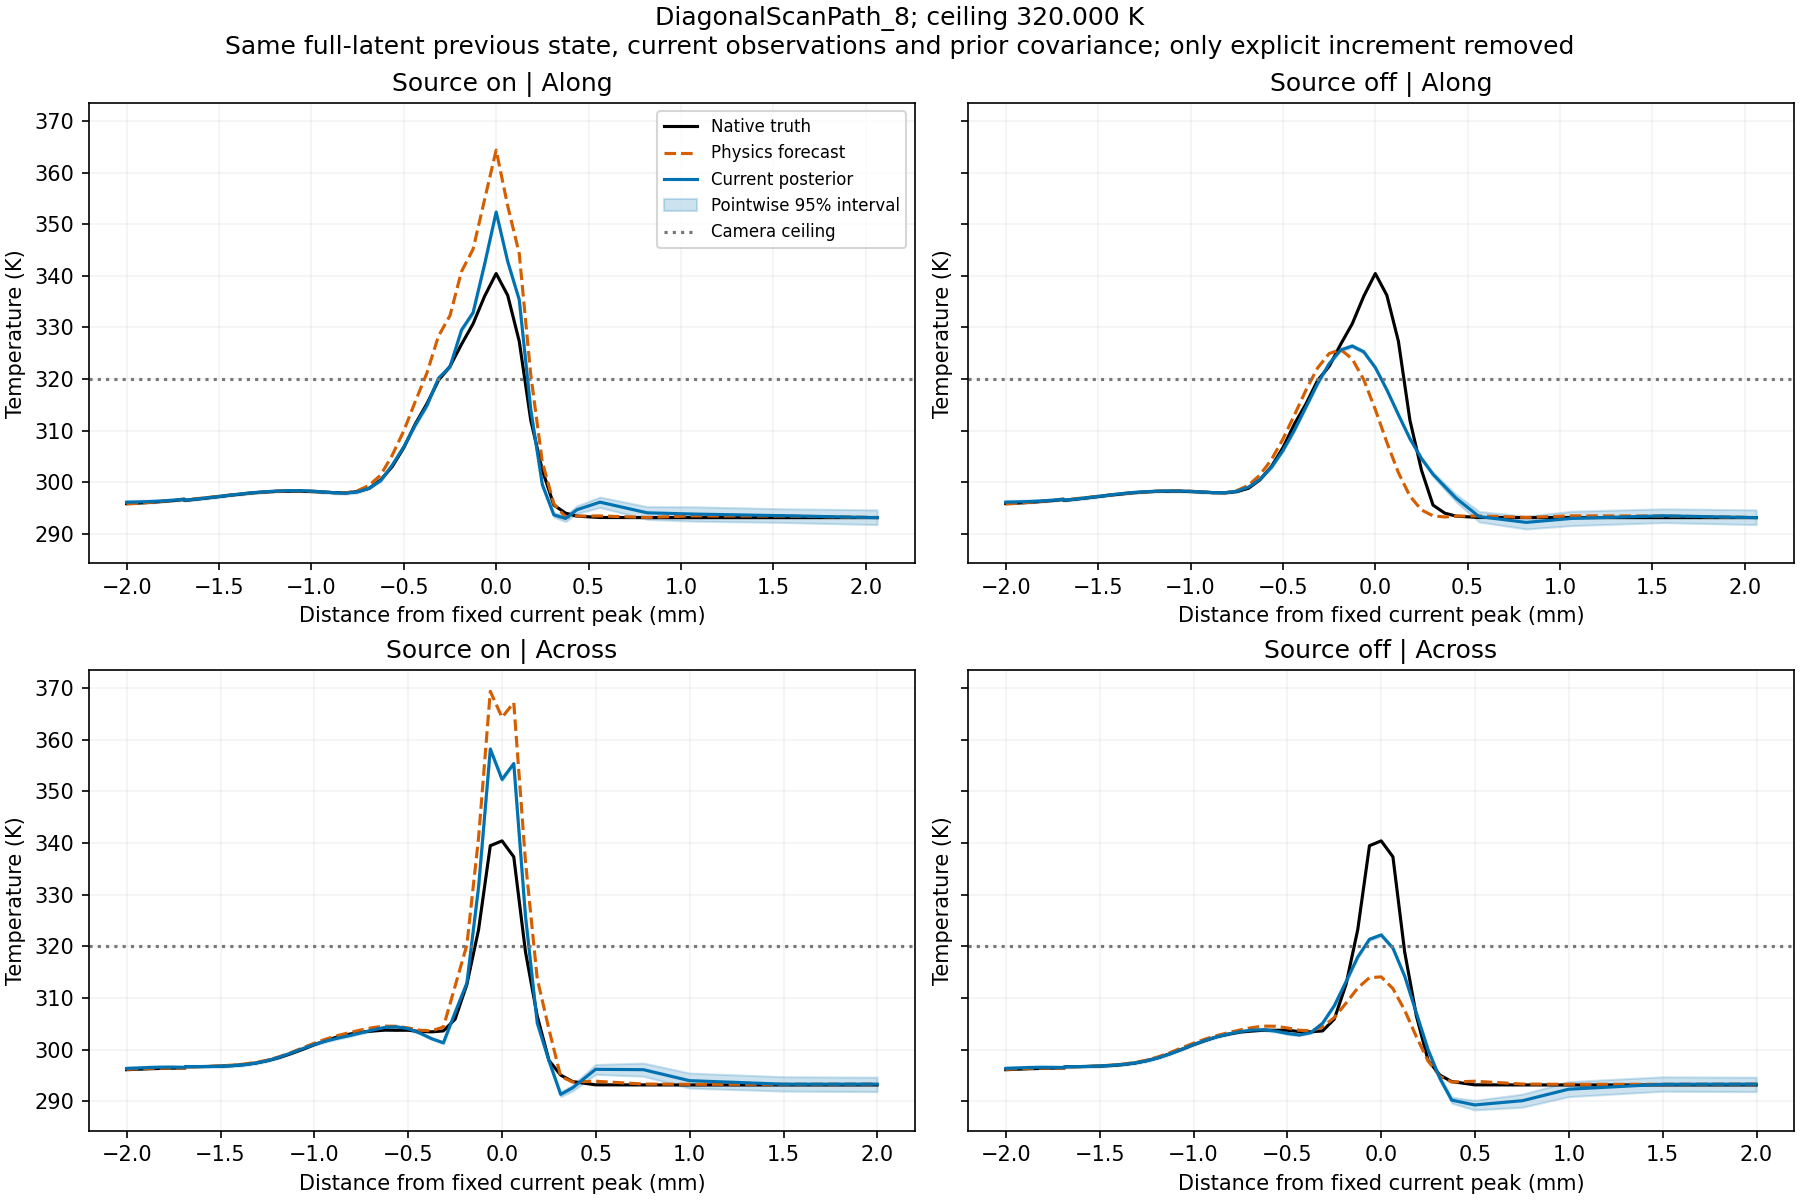 DiagonalScanPath_8; ceiling 320.000 K
Same full-latent previous state, current observations and prior covariance; only explicit increment removed
Source on | Along
Temperature (K)
370
360
350
340
330
320
310
300
290
Native truth
Physics forecast
Current posterior
Pointwise 95% interval
Camera ceiling
−2.0 −1.5 −1.0 −0.5 0.0 0.5 1.0 1.5 2.0
Distance from fixed current peak (mm)
Source off | Along
Temperature (K)
−2.0 −1.5 −1.0 −0.5 0.0 0.5 1.0 1.5 2.0
Distance from fixed current peak (mm)
Source on | Across
Temperature (K)
370
360
350
340
330
320
310
300
290
−2.0 −1.5 −1.0 −0.5 0.0 0.5 1.0 1.5 2.0
Distance from fixed current peak (mm)
Source off | Across
Temperature (K)
−2.0 −1.5 −1.0 −0.5 0.0 0.5 1.0 1.5 2.0
Distance from fixed current peak (mm)